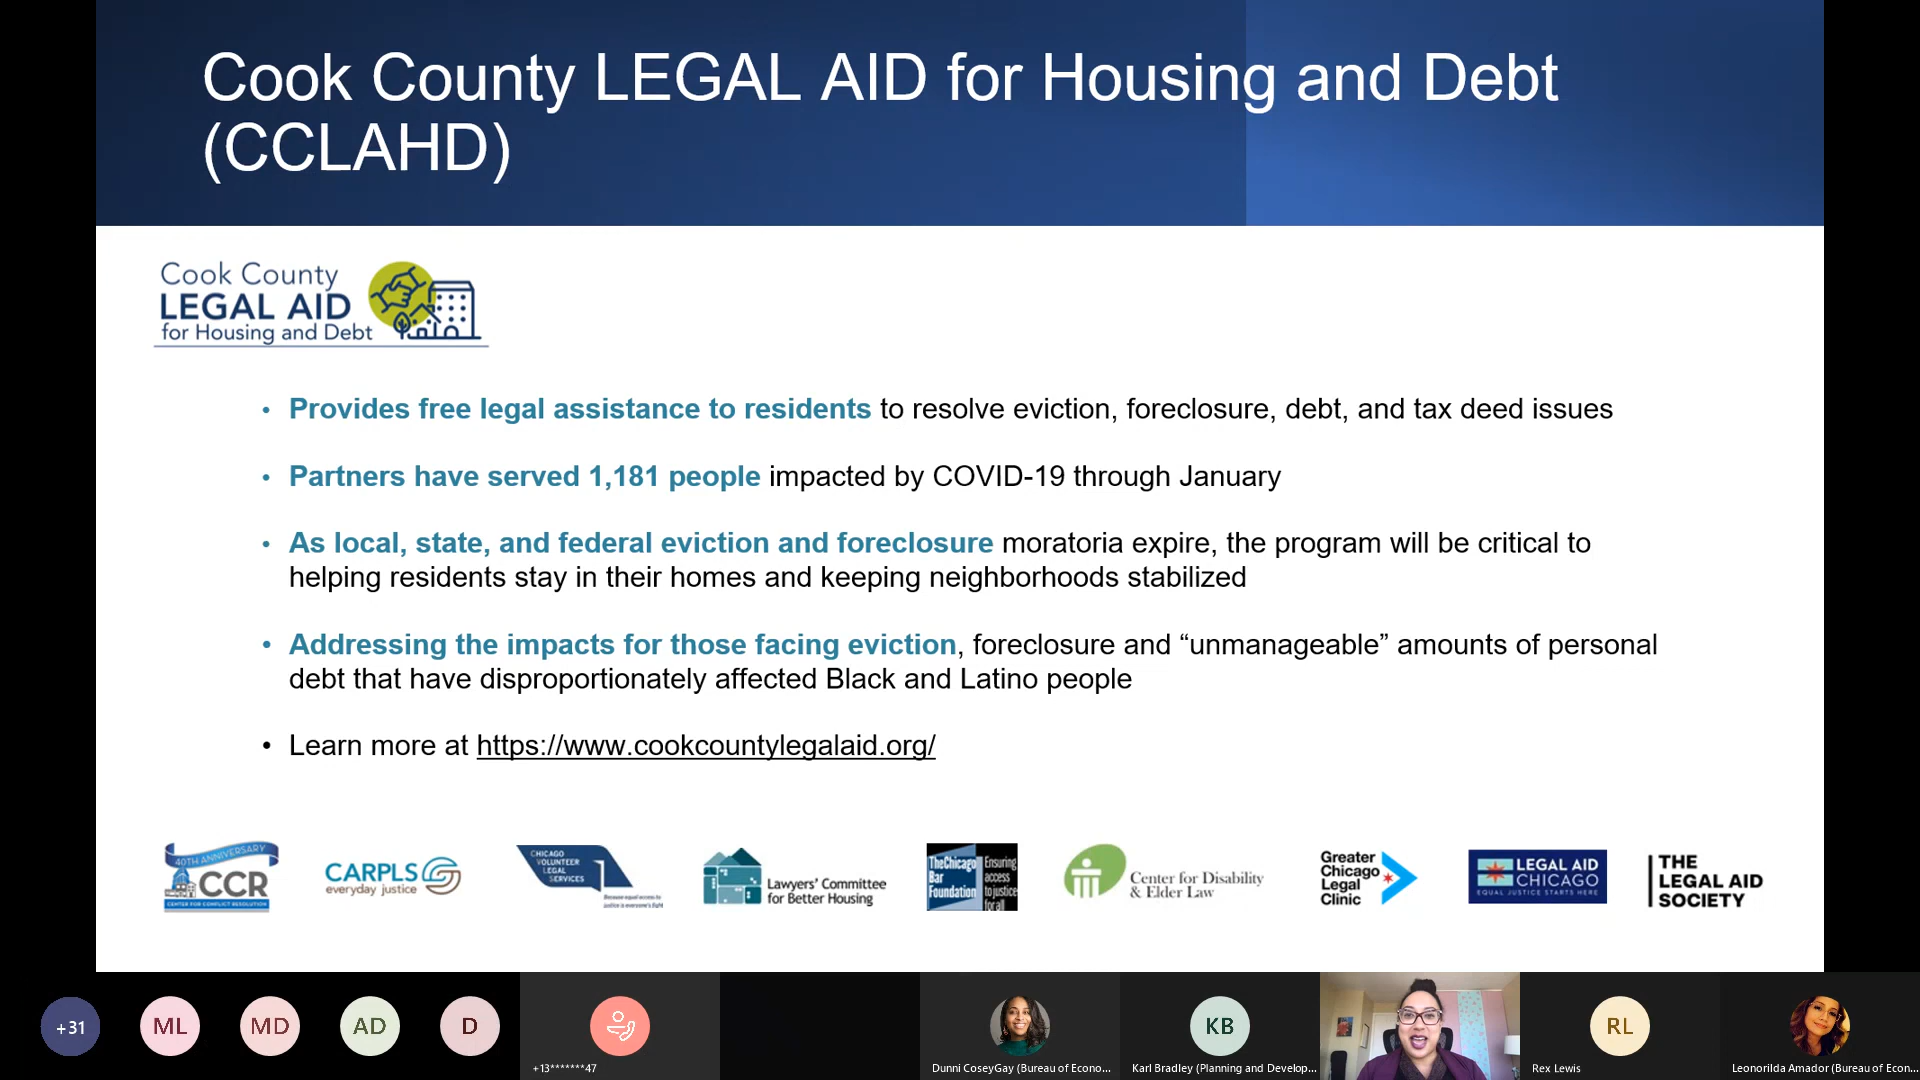 Cook County LEGAL AID for Housing and Debt
(CCLAHD)
Cook County
LEGAL AID
for Housing and Debt
• Provides free legal assistance to residents to resolve eviction, foreclosure, debt, and tax deed issues
• Partners have served 1,181 people impacted by COVID-19 through January
• As local, state, and federal eviction and foreclosure moratoria expire, the program will be critical to
helping residents stay in their homes and keeping neighborhoods stabilized
• Addressing the impacts for those facing eviction, foreclosure and “unmanageable” amounts of personal
debt that have disproportionately affected Black and Latino people
• Learn more at https://www.cookcountylegalaid.org/
40TH ANNIVERSARY
CCR
CENTER FOR CONFLICT RESOLUTION
CARPLS
everyday justice
CHICAGO
VOLUNTEER
LEGAL
SERVICES
Because equal access to
justice is everyone's fight
Lawyers' Committee
for Better Housing
TheChicago
Bar
Foundation
Ensuring
access
to justice
for all
Center for Disability
& Elder Law
Greater
Chicago
Legal
Clinic
LEGAL AID
CHICAGO
EQUAL JUSTICE STARTS HERE
THE
LEGAL AID
SOCIETY
+31
ML
MD
AD
D
+13*******47
Dunni CoseyGay (Bureau of Econo...
KB
Karl Bradley (Planning and Develop...
RL
Rex Lewis
Leonorilda Amador (Bureau of Econ...